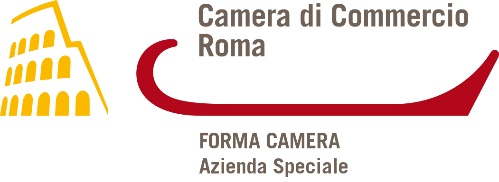 Camera di Commercio
Roma
FORMA CAMERA
Azienda Speciale